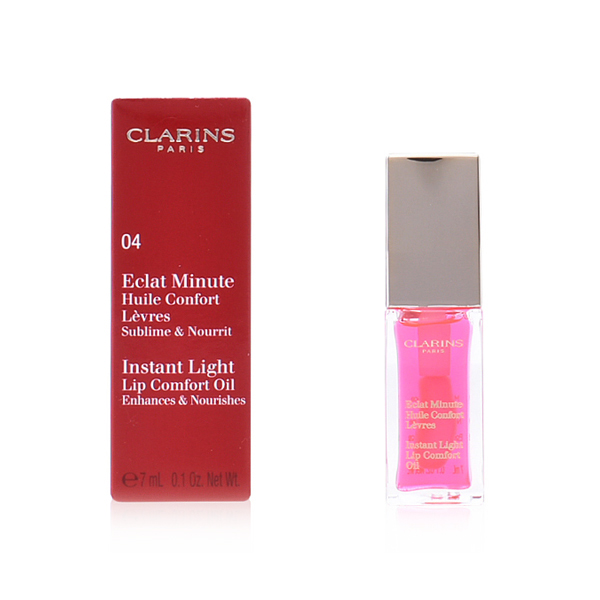 CLARINS
PARIS
04
Eclat Minute
Huile Confort
Lèvres
Sublime & Nourrit
Instant Light
Lip Comfort Oil
Enhances & Nourishes
℮7 mL 0.1 Oz. Net Wt.
CLARINS
PARIS
Eclat Minute
Huile Confort
Lèvres
Instant Light
Lip Comfort
Oil